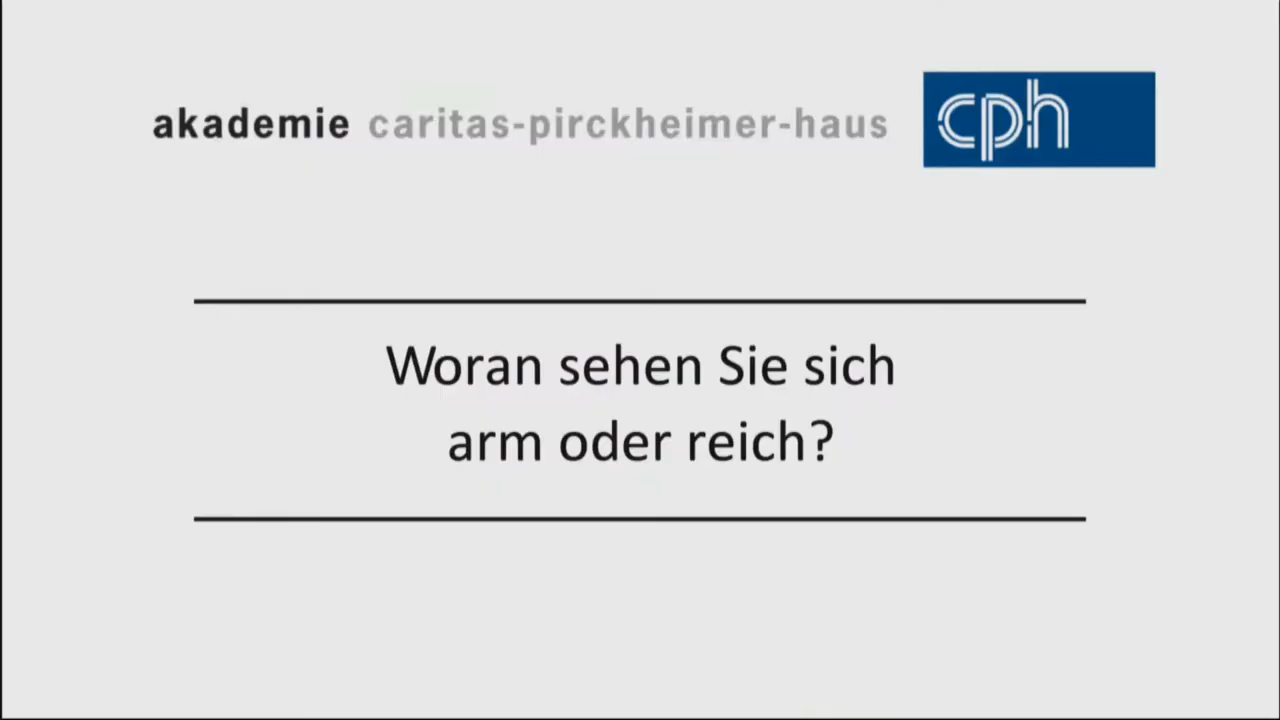 akademie caritas-pirckheimer-haus cph
Woran sehen Sie sich
arm oder reich?